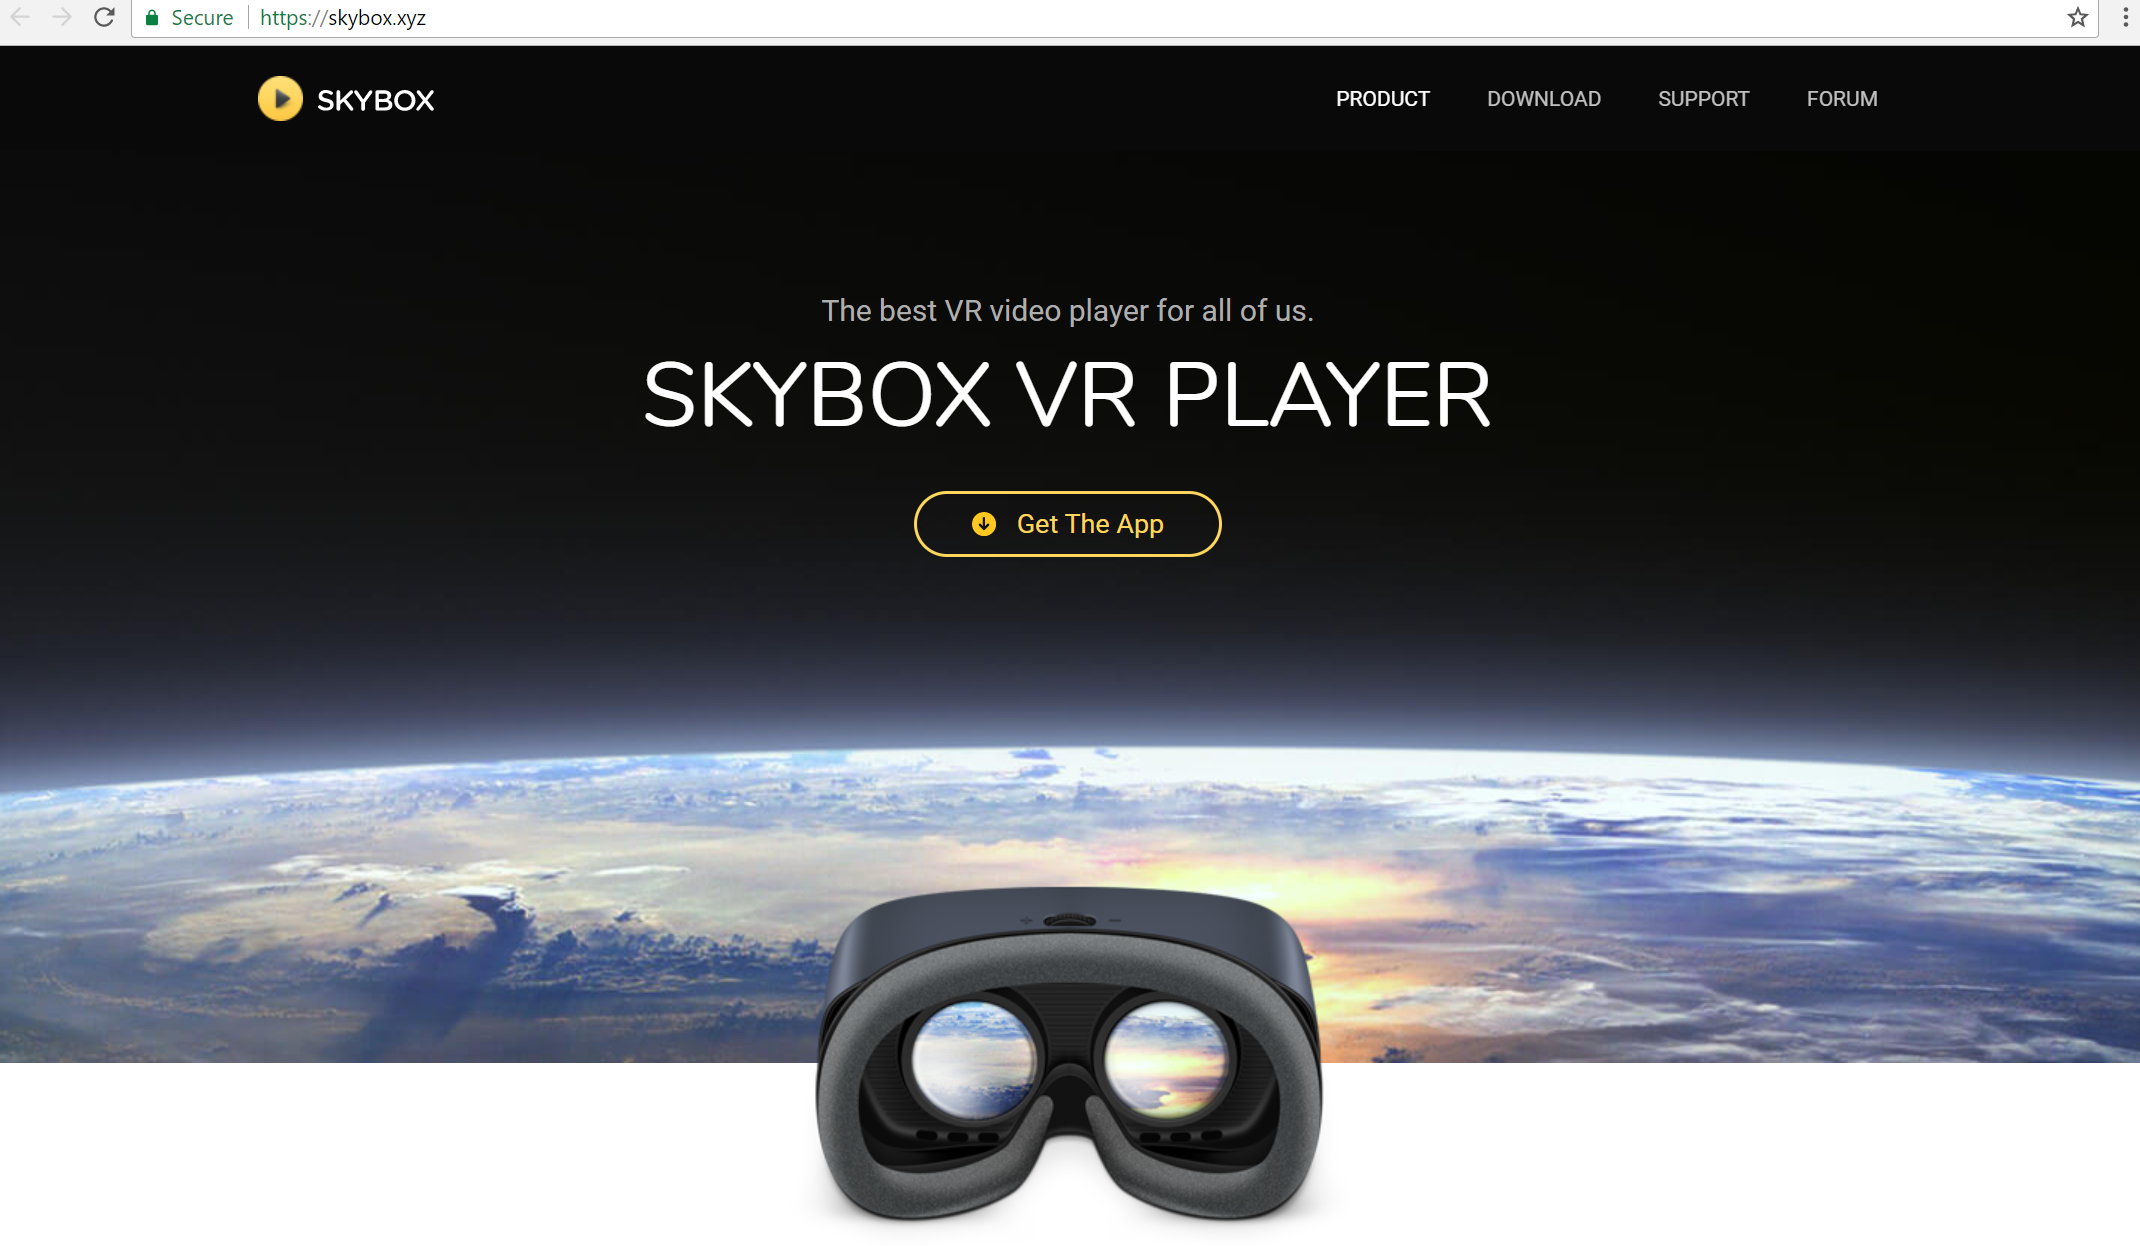 Secure https://skybox.xyz
SKYBOX PRODUCT DOWNLOAD SUPPORT FORUM
The best VR video player for all of us.
SKYBOX VR PLAYER
Get The App